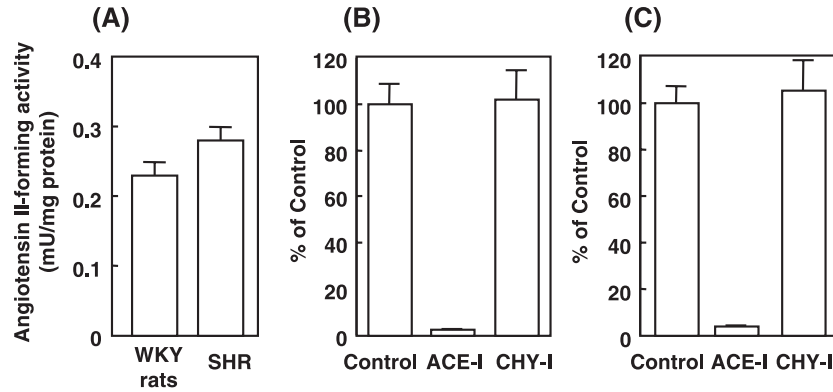 (A)
Angiotensin II-forming activity
(mU/mg protein)
0.4
0.3
0.2
0.1
0
WKY
rats
SHR
(B)
% of Control
120
100
80
60
40
20
0
Control ACE-I CHY-I
(C)
% of Control
120
100
80
60
40
20
0
Control ACE-I CHY-I